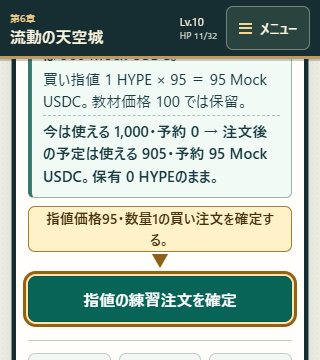 第6章
流動の天空城
Lv.10
HP 11/32
メニュー
買い指値 1 HYPE × 95 ＝ 95 Mock
USDC。教材価格 100 では保留。
今は使える 1,000・予約 0 → 注文後
の予定は使える 905・予約 95 Mock
USDC。保有 0 HYPEのまま。
指値価格95・数量1の買い注文を確定す
る。
指値の練習注文を確定